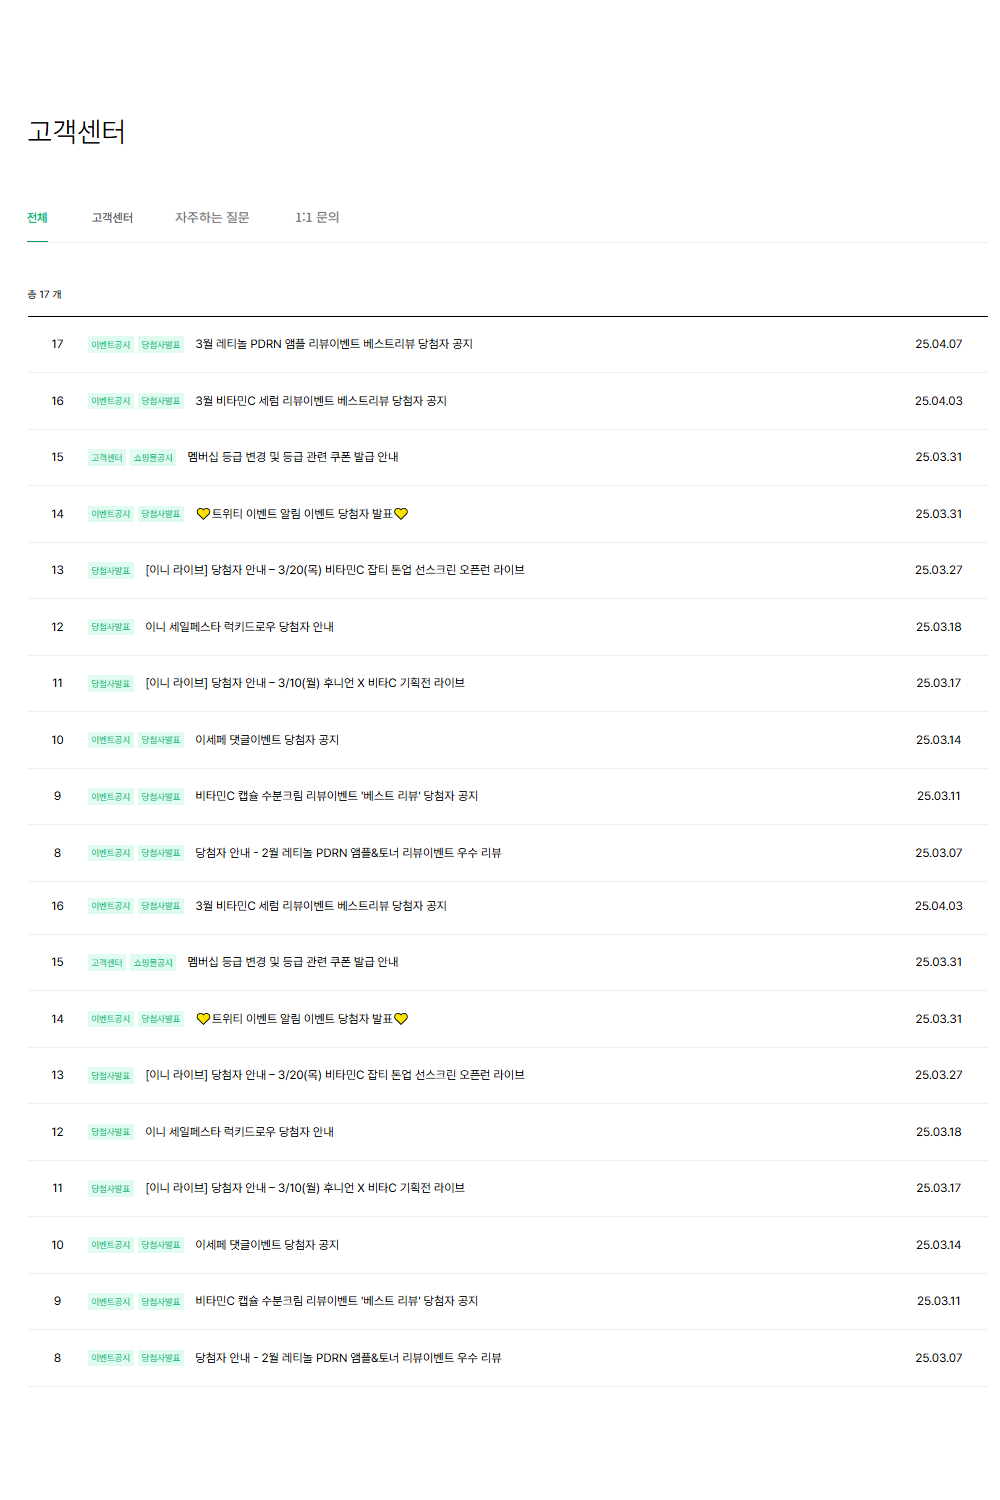 고객센터
전체 고객센터 자주하는 질문 1:1 문의
총 17 개
17 이벤트공지 당첨사발표 3월 레티놀 PDRN 앰플 리뷰이벤트 베스트리뷰 당첨자 공지 25.04.07
16 이벤트공지 당첨사발표 3월 비타민C 세럼 리뷰이벤트 베스트리뷰 당첨자 공지 25.04.03
15 고객센터 쇼핑몰공지 멤버십 등급 변경 및 등급 관련 쿠폰 발급 안내 25.03.31
14 이벤트공지 당첨사발표 💛트위티 이벤트 알림 이벤트 당첨자 발표💛 25.03.31
13 당첨사발표 [이니 라이브] 당첨자 안내 – 3/20(목) 비타민C 잡티 톤업 선스크린 오픈런 라이브 25.03.27
12 당첨사발표 이니 세일페스타 럭키드로우 당첨자 안내 25.03.18
11 당첨사발표 [이니 라이브] 당첨자 안내 – 3/10(월) 후니언 X 비타C 기획전 라이브 25.03.17
10 이벤트공지 당첨사발표 이세페 댓글이벤트 당첨자 공지 25.03.14
9 이벤트공지 당첨사발표 비타민C 캡슐 수분크림 리뷰이벤트 '베스트 리뷰' 당첨자 공지 25.03.11
8 이벤트공지 당첨사발표 당첨자 안내 - 2월 레티놀 PDRN 앰플&토너 리뷰이벤트 우수 리뷰 25.03.07
16 이벤트공지 당첨사발표 3월 비타민C 세럼 리뷰이벤트 베스트리뷰 당첨자 공지 25.04.03
15 고객센터 쇼핑몰공지 멤버십 등급 변경 및 등급 관련 쿠폰 발급 안내 25.03.31
14 이벤트공지 당첨사발표 💛트위티 이벤트 알림 이벤트 당첨자 발표💛 25.03.31
13 당첨사발표 [이니 라이브] 당첨자 안내 – 3/20(목) 비타민C 잡티 톤업 선스크린 오픈런 라이브 25.03.27
12 당첨사발표 이니 세일페스타 럭키드로우 당첨자 안내 25.03.18
11 당첨사발표 [이니 라이브] 당첨자 안내 – 3/10(월) 후니언 X 비타C 기획전 라이브 25.03.17
10 이벤트공지 당첨사발표 이세페 댓글이벤트 당첨자 공지 25.03.14
9 이벤트공지 당첨사발표 비타민C 캡슐 수분크림 리뷰이벤트 '베스트 리뷰' 당첨자 공지 25.03.11
8 이벤트공지 당첨사발표 당첨자 안내 - 2월 레티놀 PDRN 앰플&토너 리뷰이벤트 우수 리뷰 25.03.07